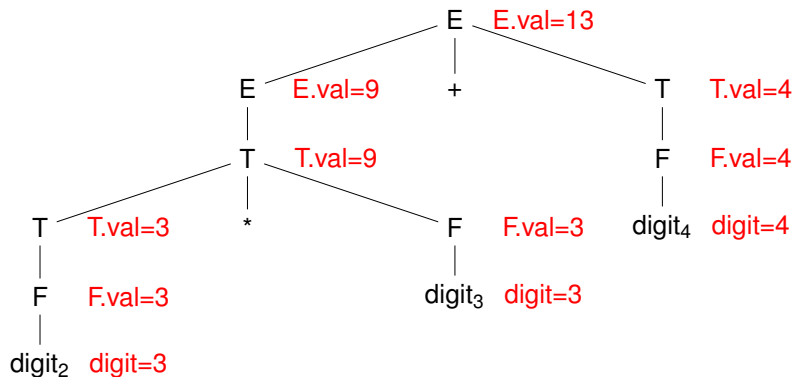 E E.val=13
E E.val=9 + T T.val=4
T T.val=9 F F.val=4
T T.val=3 * F F.val=3 digit₄ digit=4
F F.val=3 digit₃ digit=3
digit₂ digit=3